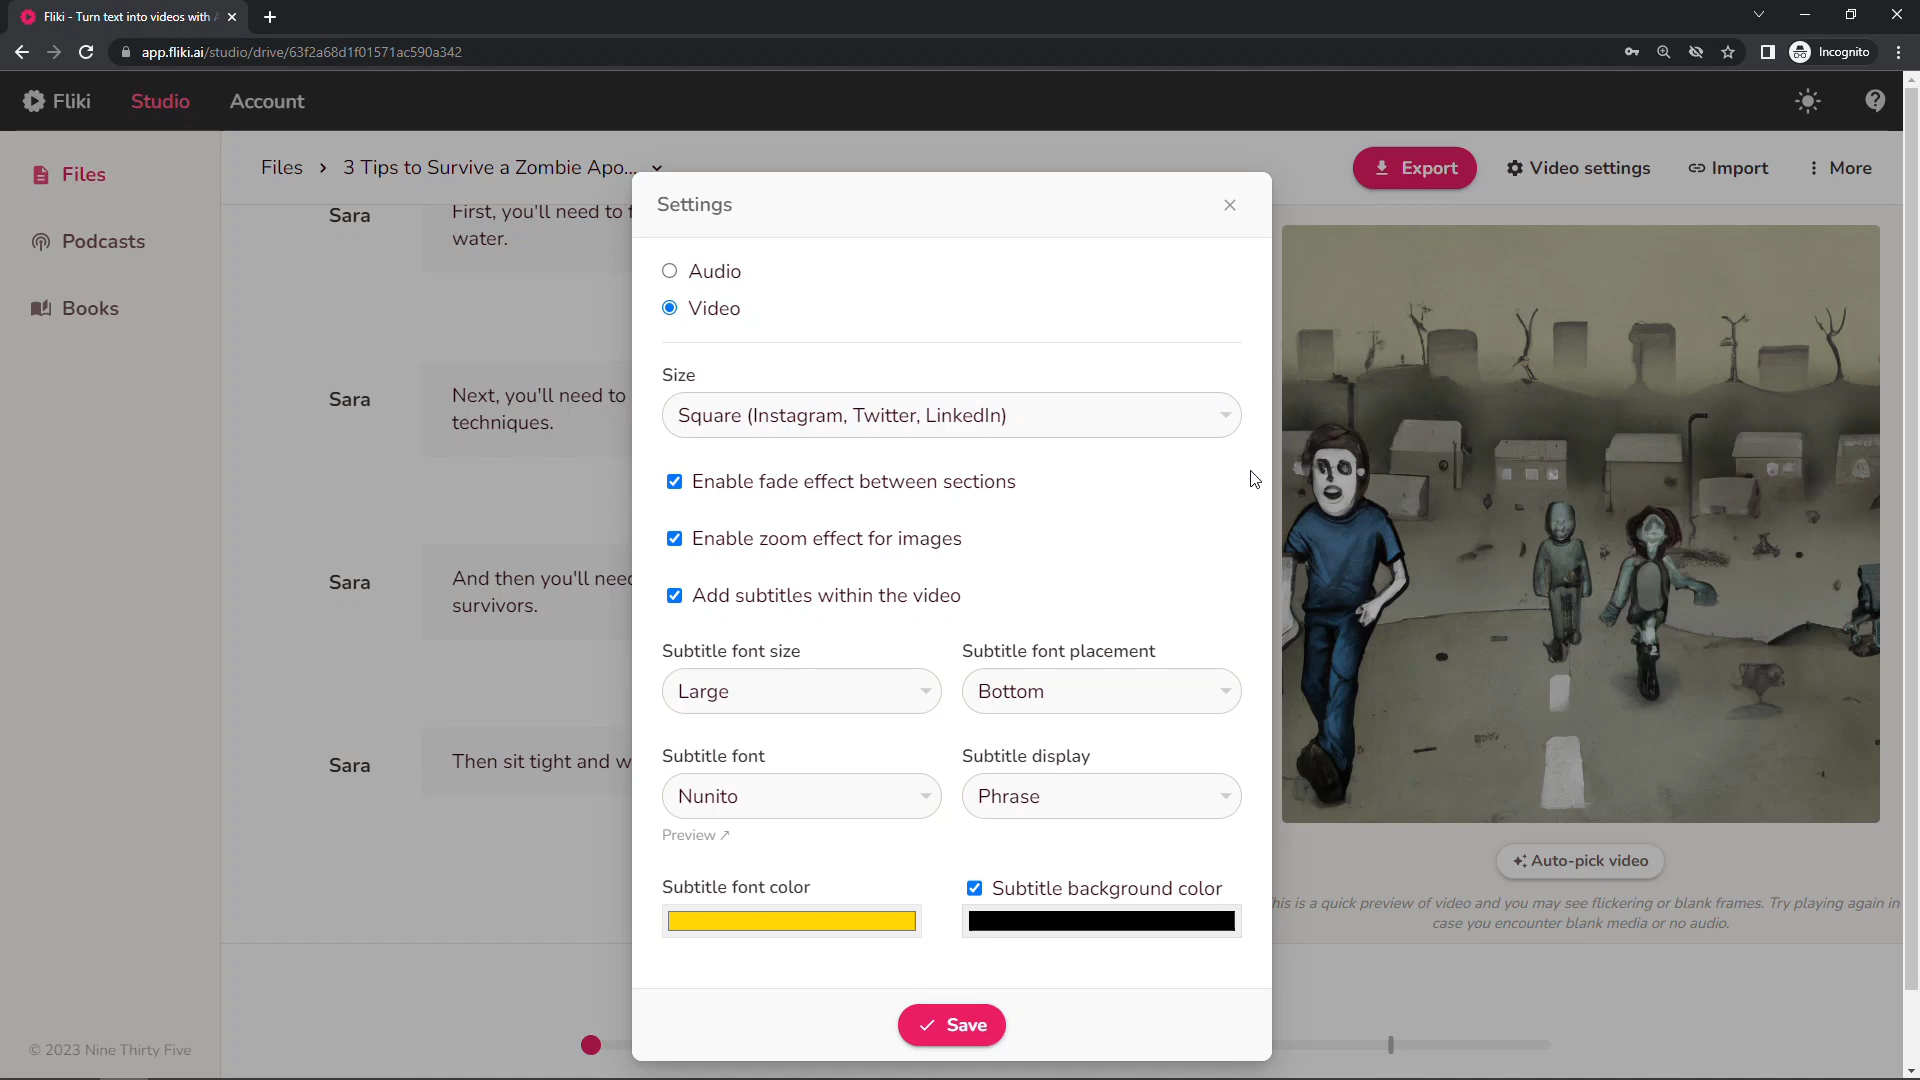 Fliki - Turn text into videos with A
app.fliki.ai/studio/drive/63f2a68d1f01571ac590a342
Incognito
Fliki
Studio
Account
Files
Podcasts
Books
© 2023 Nine Thirty Five
Files > 3 Tips to Survive a Zombie Apo...
Export
Video settings
Import
More
Sara
First, you'll need to f
water.
Sara
Next, you'll need to
techniques.
Sara
And then you'll need
survivors.
Sara
Then sit tight and w
Settings
Audio
Video
Size
Square (Instagram, Twitter, LinkedIn)
Enable fade effect between sections
Enable zoom effect for images
Add subtitles within the video
Subtitle font size
Subtitle font placement
Large
Bottom
Subtitle font
Subtitle display
Nunito
Phrase
Preview ↗
Subtitle font color
Subtitle background color
Save
Auto-pick video
his is a quick preview of video and you may see flickering or blank frames. Try playing again in
case you encounter blank media or no audio.